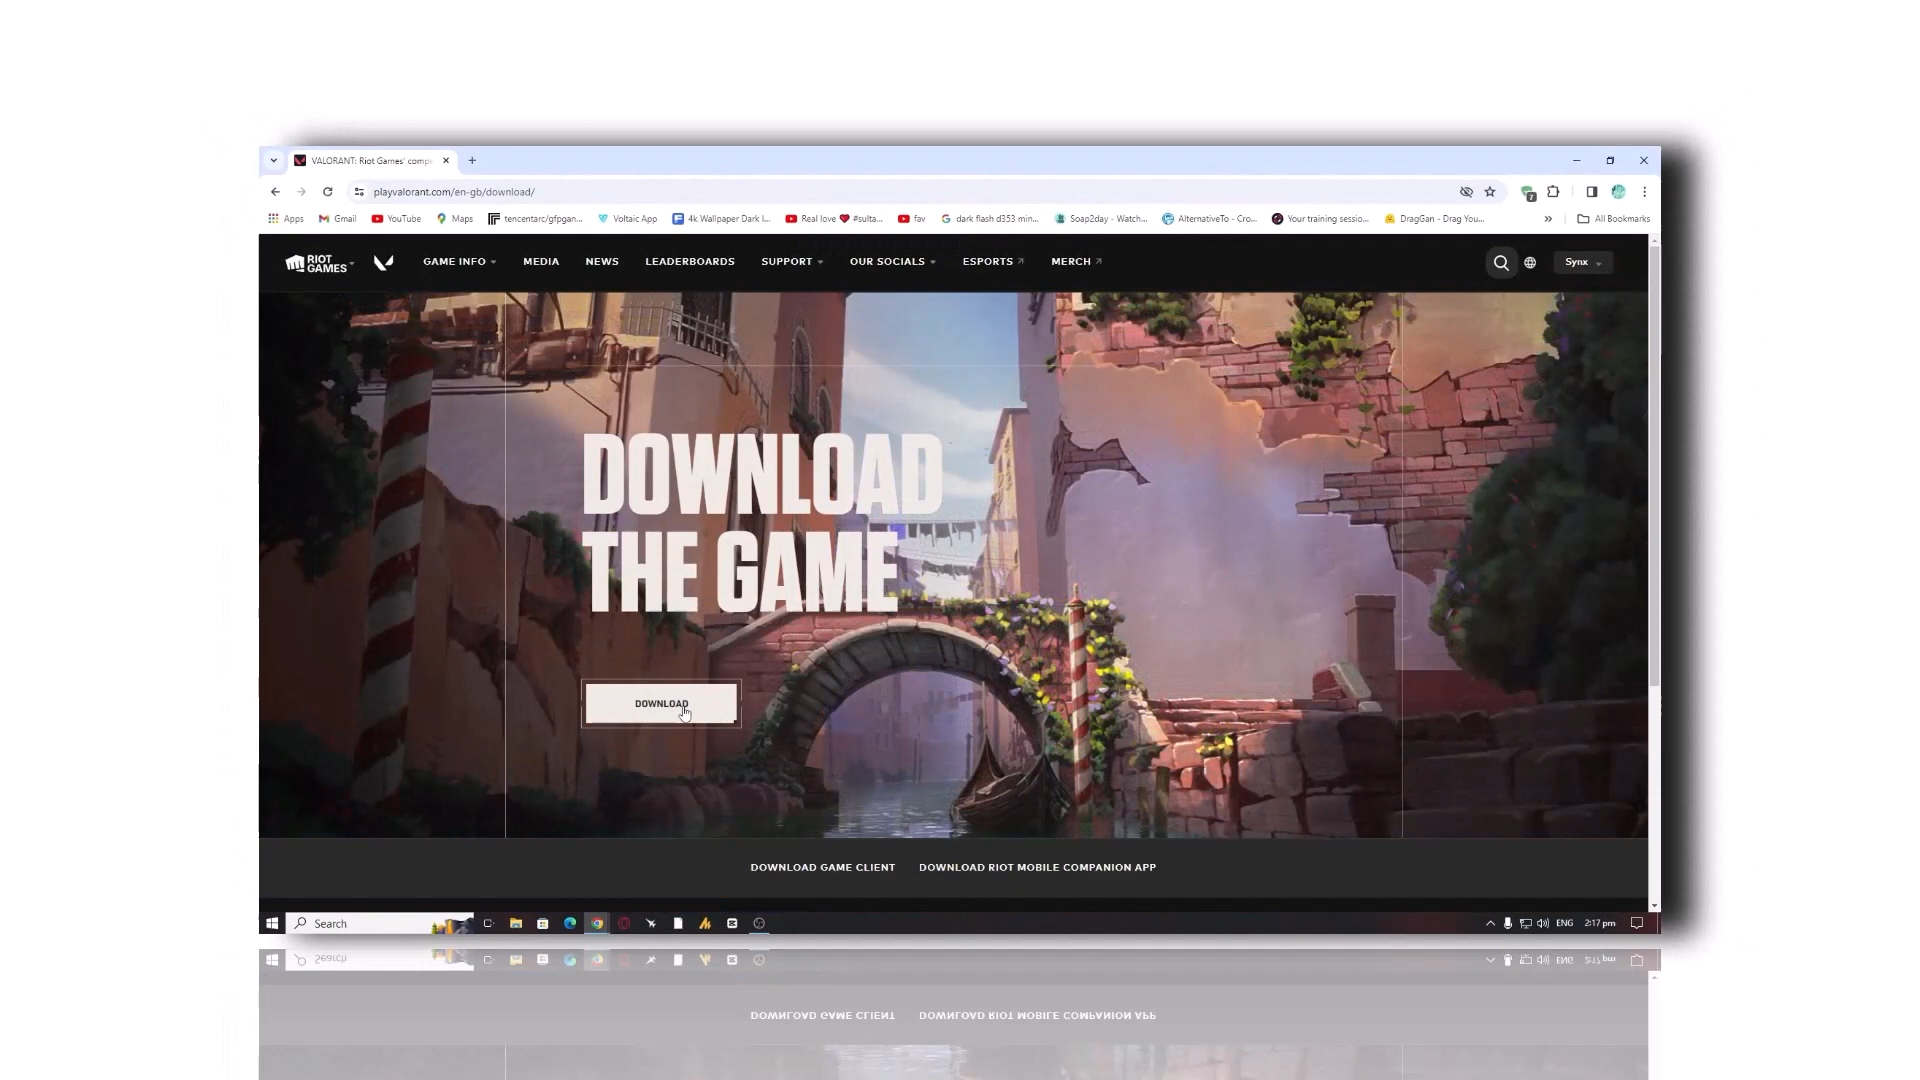 VALORANT: Riot Games' comp
playvalorant.com/en-gb/download/
Apps Gmail YouTube Maps tencentarc/gfpgan... Voltaic App 4k Wallpaper Dark l... Real love #sulta... fav dark flash d353 min... Soap2day - Watch... AlternativeTo - Cro... Your training sessio... DragGan - Drag You... » All Bookmarks
RIOT GAMES GAME INFO MEDIA NEWS LEADERBOARDS SUPPORT OUR SOCIALS ESPORTS MERCH Synx
DOWNLOAD
THE GAME
DOWNLOAD
DOWNLOAD GAME CLIENT DOWNLOAD RIOT MOBILE COMPANION APP
Search ENG 2:17 pm